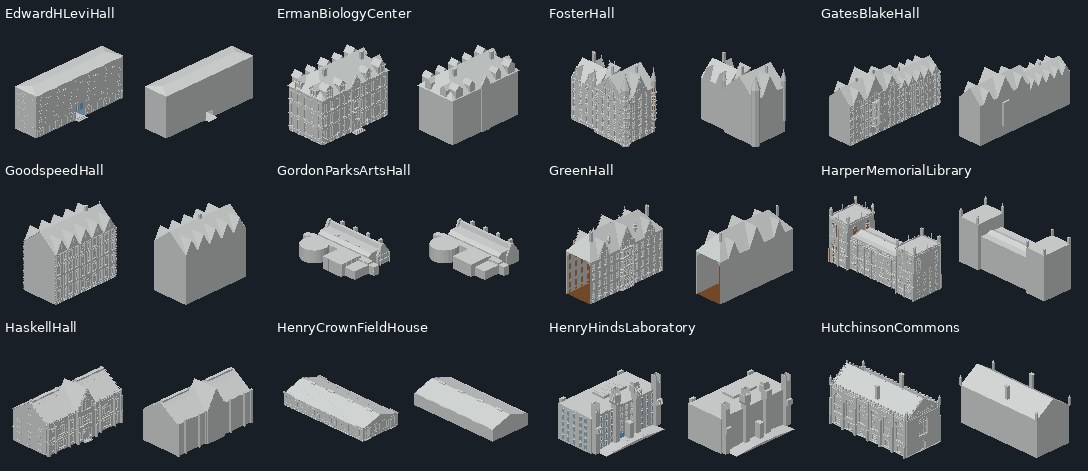 EdwardHLeviHall
ErmanBiologyCenter
FosterHall
GatesBlakeHall
GoodspeedHall
GordonParksArtsHall
GreenHall
HarperMemorialLibrary
HaskellHall
HenryCrownFieldHouse
HenryHindsLaboratory
HutchinsonCommons